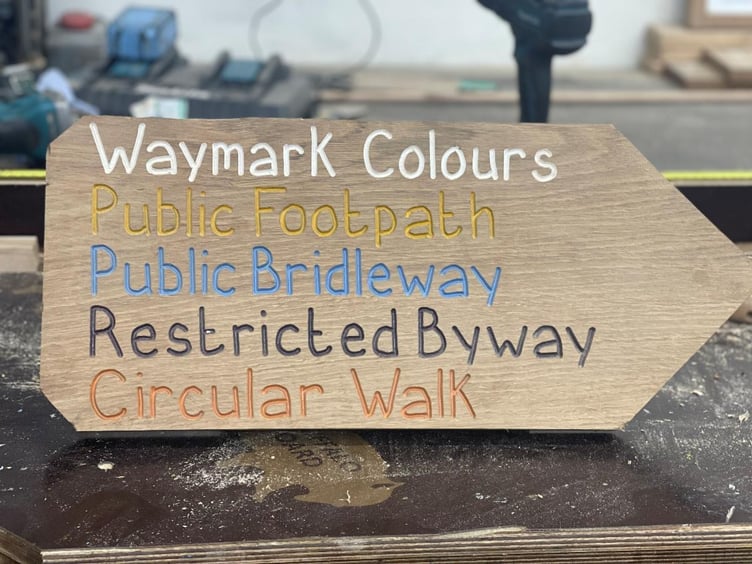 Waymark Colours
Public Footpath
Public Bridleway
Restricted Byway
Circular Walk